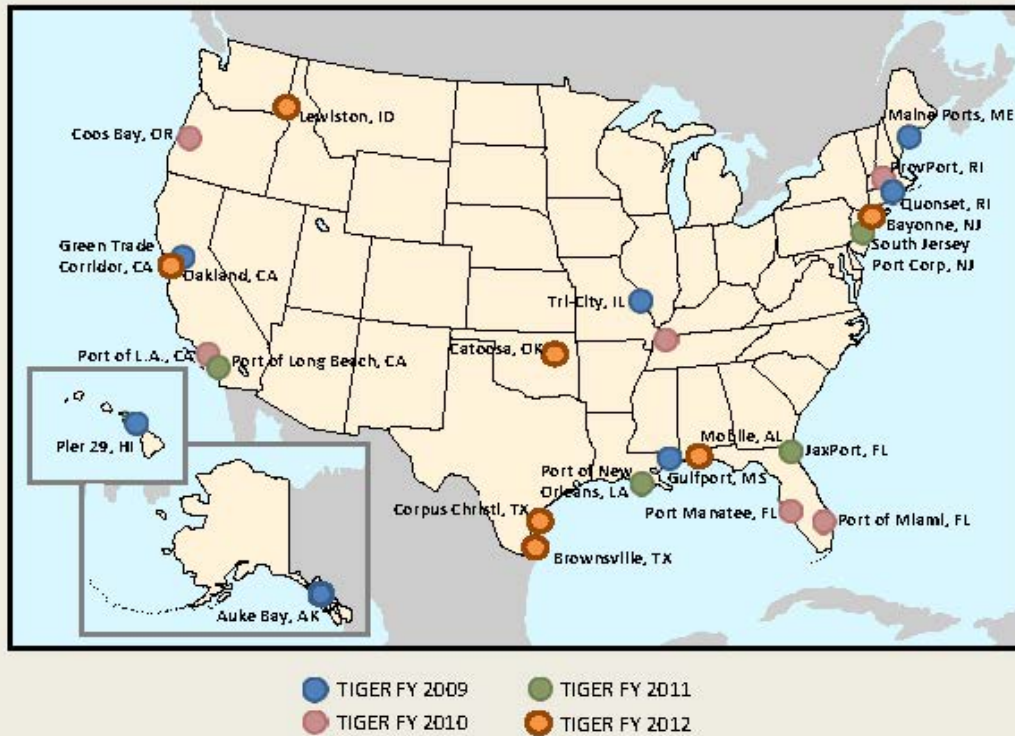 Maine Ports, ME
Lewiston, ID
Coos Bay, OR
ProvPort, RI
Quonset, RI
Bayonne, NJ
South Jersey
Port Corp, NJ
Green Trade
Corridor, CA
Oakland, CA
Tri-City, IL
Catoosa, OK
Port of L.A., CA
Port of Long Beach, CA
Pier 29, HI
Mobile, AL
JaxPort, FL
Port of New
Orleans, LA
Gulfport, MS
Corpus Christi, TX
Port Manatee, FL
Port of Miami, FL
Brownsville, TX
Auke Bay, AK
TIGER FY 2009
TIGER FY 2011
TIGER FY 2010
TIGER FY 2012